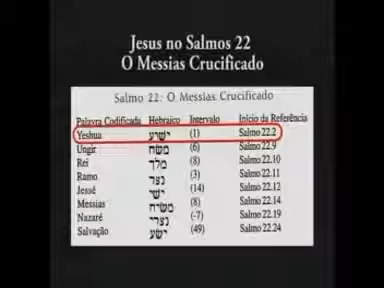 Jesus no Salmos 22
O Messias Crucificado
Salmo 22: O Messias Crucificado
Palavra Codificada Hebraico Intervalo Início da Referência
Yeshua ישוע (1) Salmo 22.2
Ungir משח (6) Salmo 22.9
Rei מלך (8) Salmo 22.10
Ramo נצר (3) Salmo 22.11
Jessé ישי (14) Salmo 22.12
Messias משיח (8) Salmo 22.14
Nazaré נצרי (-7) Salmo 22.19
Salvação ישע (49) Salmo 22.24